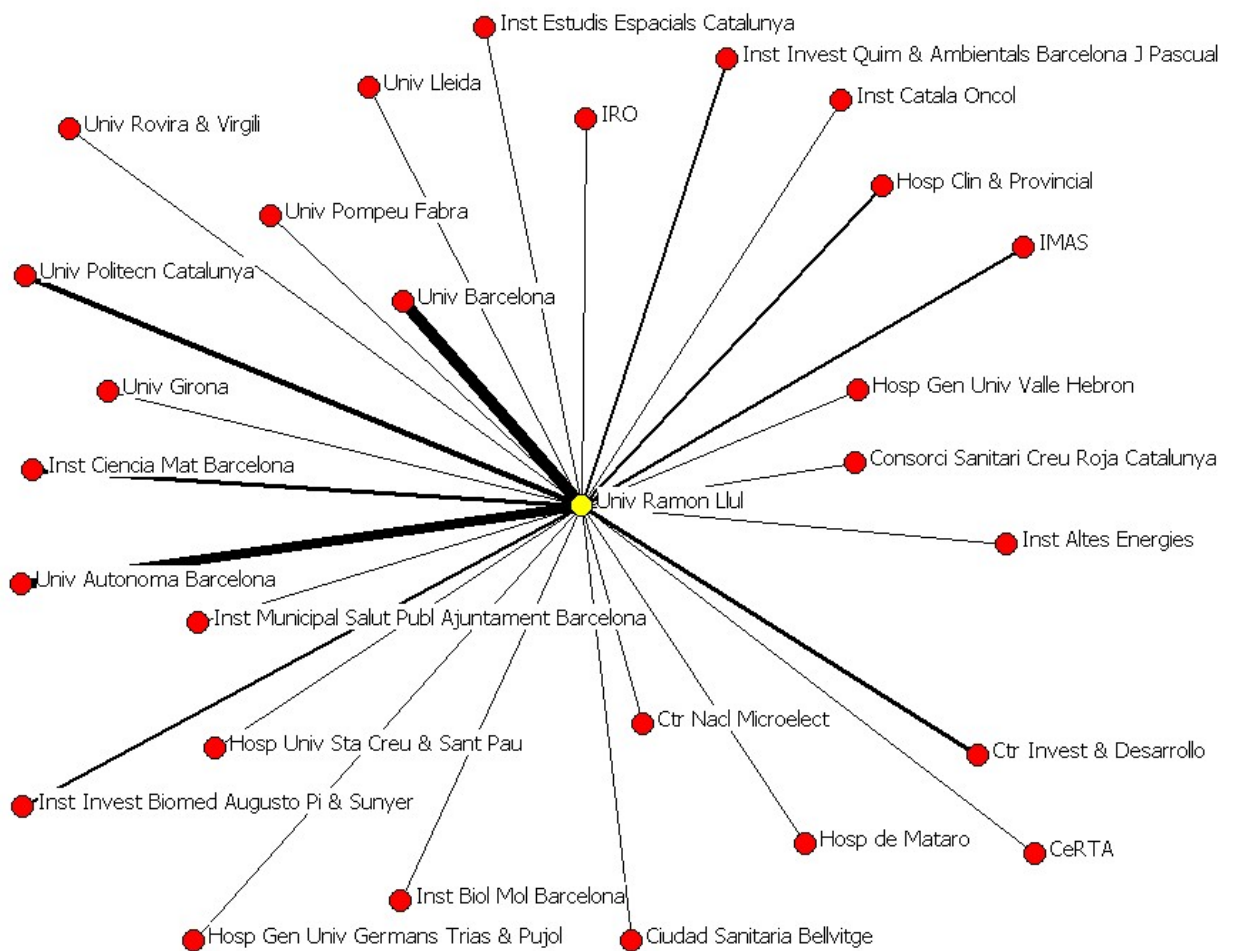 Inst Estudis Espacials Catalunya
Inst Invest Quim & Ambientals Barcelona J Pascual
Univ Lleida
Inst Catala Oncol
IRO
Univ Rovira & Virgili
Hosp Clin & Provincial
Univ Pompeu Fabra
IMAS
Univ Politecn Catalunya
Univ Barcelona
Univ Girona
Hosp Gen Univ Valle Hebron
Inst Ciencia Mat Barcelona
Consorci Sanitari Creu Roja Catalunya
Univ Ramon Llul
Inst Altes Energies
Univ Autonoma Barcelona
Inst Municipal Salut Publ Ajuntament Barcelona
Ctr Nacl Microelect
Hosp Univ Sta Creu & Sant Pau
Ctr Invest & Desarrollo
Inst Invest Biomed Augusto Pi & Sunyer
Hosp de Mataro
CeRTA
Inst Biol Mol Barcelona
Hosp Gen Univ Germans Trias & Pujol
Ciudad Sanitaria Bellvitge